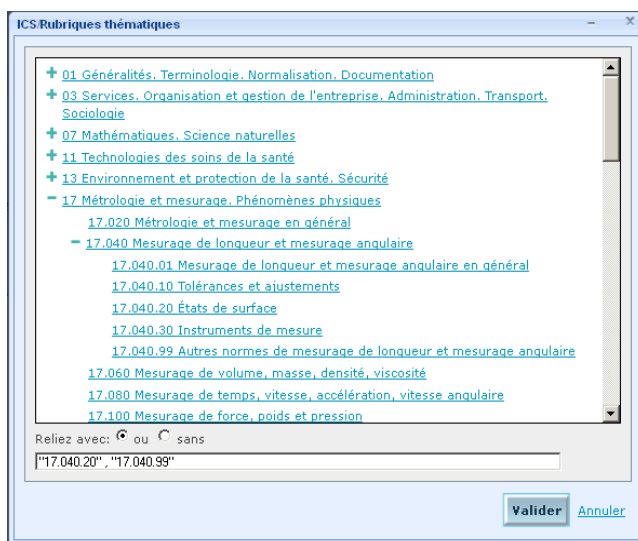 ICS/Rubriques thématiques
01 Généralités. Terminologie. Normalisation. Documentation
03 Services. Organisation et gestion de l'entreprise. Administration. Transport.
Sociologie
07 Mathématiques. Science naturelles
11 Technologies des soins de la santé
13 Environnement et protection de la santé. Sécurité
17 Métrologie et mesurage. Phénomènes physiques
17.020 Métrologie et mesurage en général
17.040 Mesurage de longueur et mesurage angulaire
17.040.01 Mesurage de longueur et mesurage angulaire en général
17.040.10 Tolérances et ajustements
17.040.20 États de surface
17.040.30 Instruments de mesure
17.040.99 Autres normes de mesurage de longueur et mesurage angulaire
17.060 Mesurage de volume, masse, densité, viscosité
17.080 Mesurage de temps, vitesse, accélération, vitesse angulaire
17.100 Mesurage de force, poids et pression
Reliez avec: ou sans
"17.040.20" , "17.040.99"
Valider Annuler